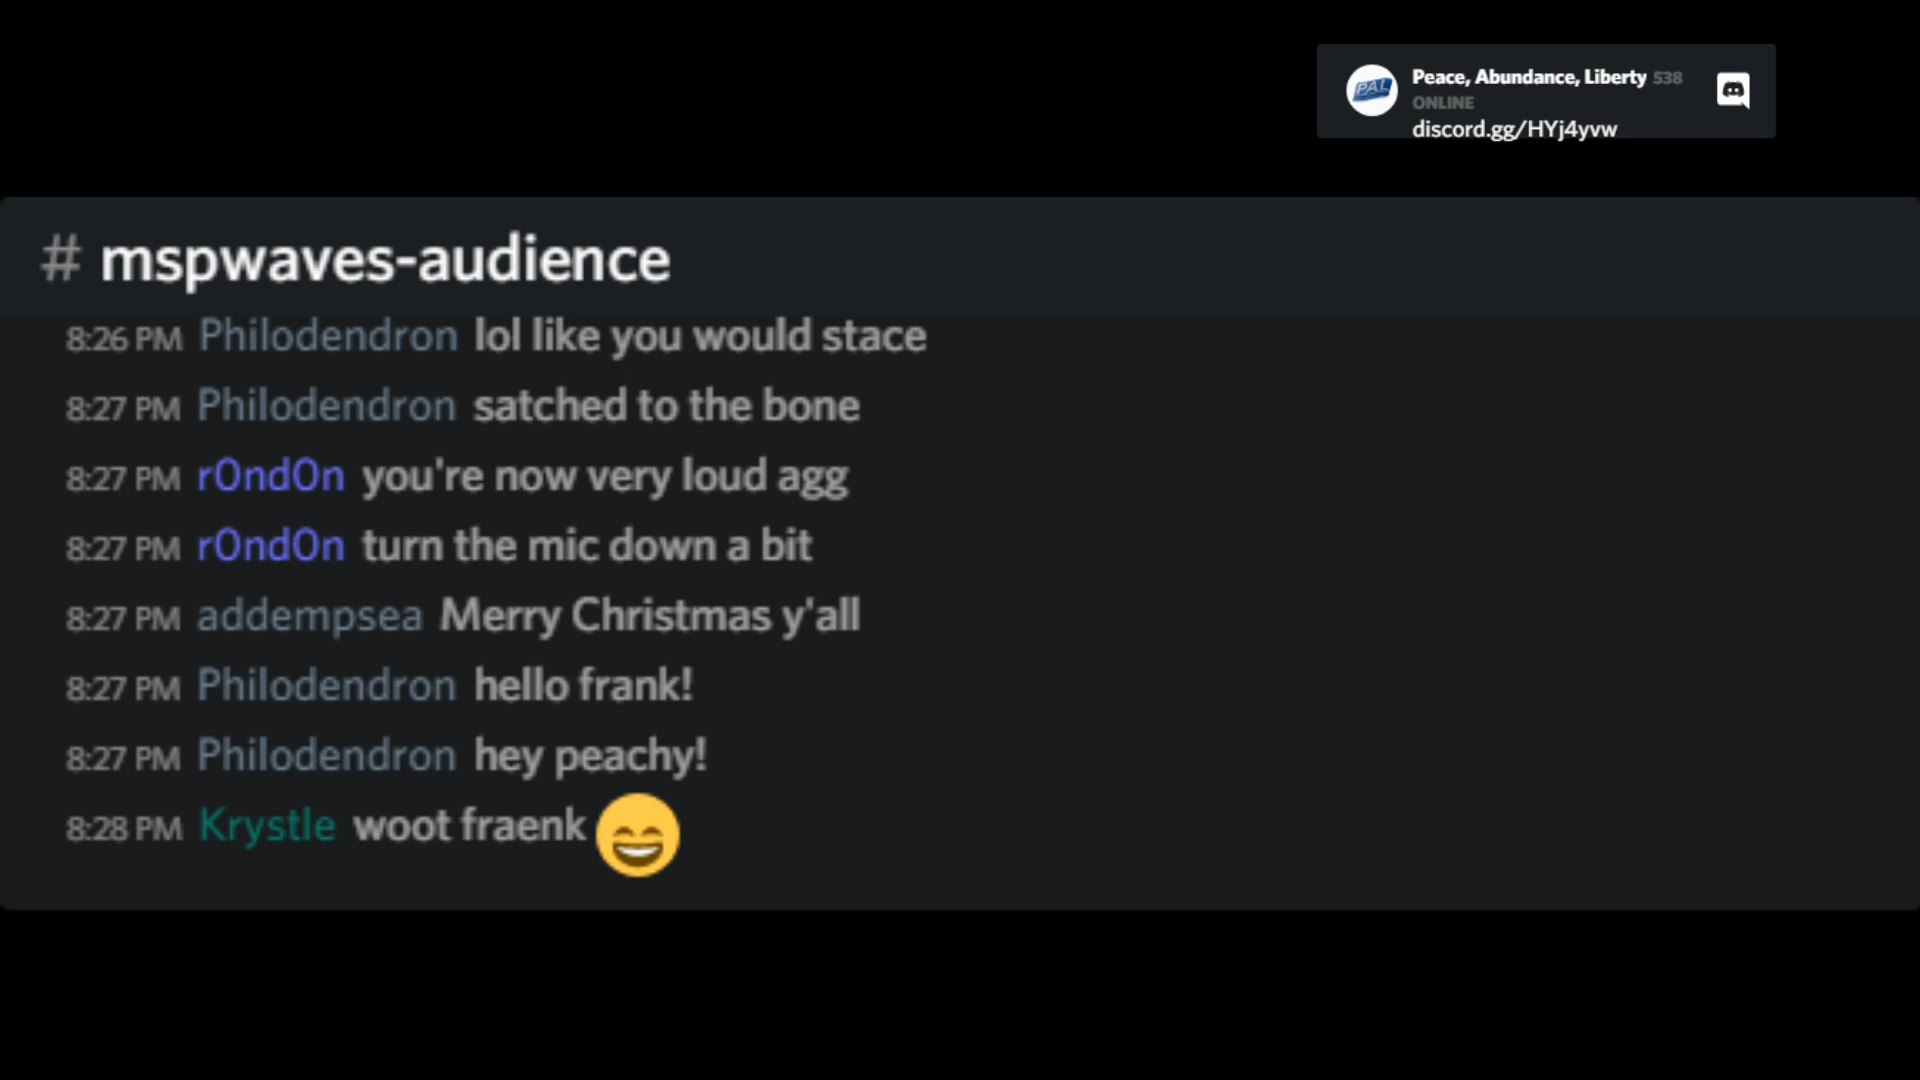 PAL
Peace, Abundance, Liberty 538
ONLINE
discord.gg/HYj4yvw
# mspwaves-audience
8:26 PM Philodendron lol like you would stace
8:27 PM Philodendron satched to the bone
8:27 PM r0nd0n you're now very loud agg
8:27 PM r0nd0n turn the mic down a bit
8:27 PM addempsea Merry Christmas y'all
8:27 PM Philodendron hello frank!
8:27 PM Philodendron hey peachy!
8:28 PM Krystle woot fraenk 😄